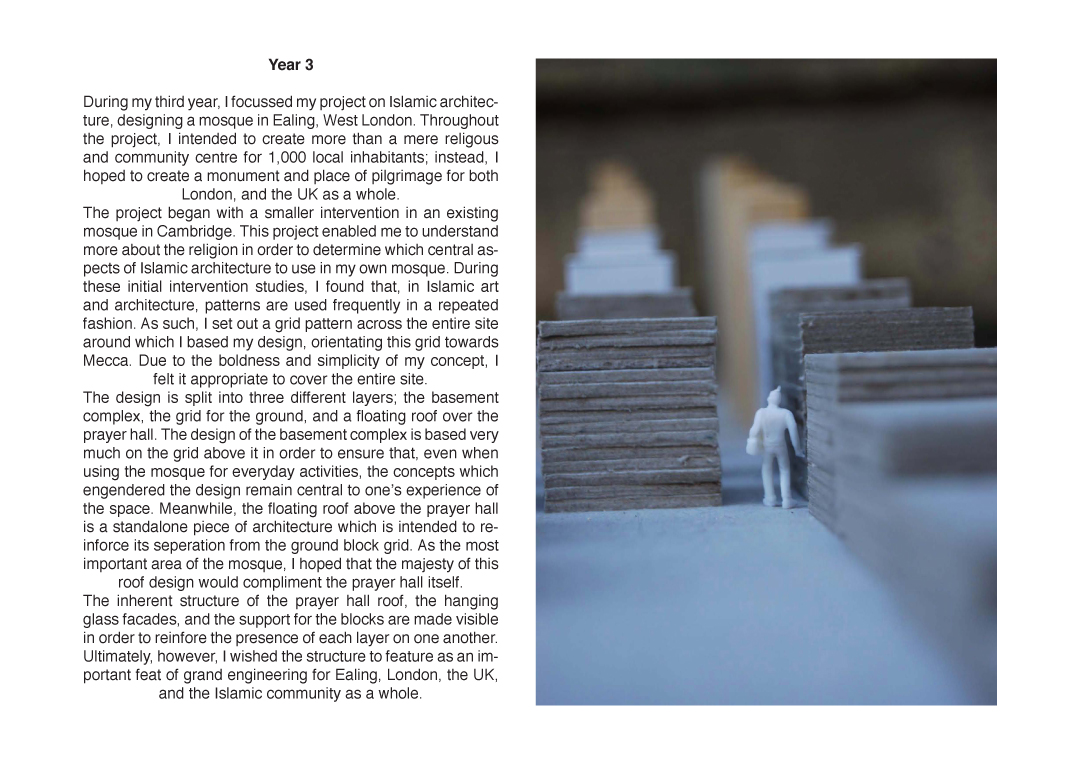 Year 3
During my third year, I focussed my project on Islamic architec-
ture, designing a mosque in Ealing, West London. Throughout
the project, I intended to create more than a mere religous
and community centre for 1,000 local inhabitants; instead, I
hoped to create a monument and place of pilgrimage for both
London, and the UK as a whole.
The project began with a smaller intervention in an existing
mosque in Cambridge. This project enabled me to understand
more about the religion in order to determine which central as-
pects of Islamic architecture to use in my own mosque. During
these initial intervention studies, I found that, in Islamic art
and architecture, patterns are used frequently in a repeated
fashion. As such, I set out a grid pattern across the entire site
around which I based my design, orientating this grid towards
Mecca. Due to the boldness and simplicity of my concept, I
felt it appropriate to cover the entire site.
The design is split into three different layers; the basement
complex, the grid for the ground, and a floating roof over the
prayer hall. The design of the basement complex is based very
much on the grid above it in order to ensure that, even when
using the mosque for everyday activities, the concepts which
engendered the design remain central to one's experience of
the space. Meanwhile, the floating roof above the prayer hall
is a standalone piece of architecture which is intended to re-
inforce its seperation from the ground block grid. As the most
important area of the mosque, I hoped that the majesty of this
roof design would compliment the prayer hall itself.
The inherent structure of the prayer hall roof, the hanging
glass facades, and the support for the blocks are made visible
in order to reinfore the presence of each layer on one another.
Ultimately, however, I wished the structure to feature as an im-
portant feat of grand engineering for Ealing, London, the UK,
and the Islamic community as a whole.